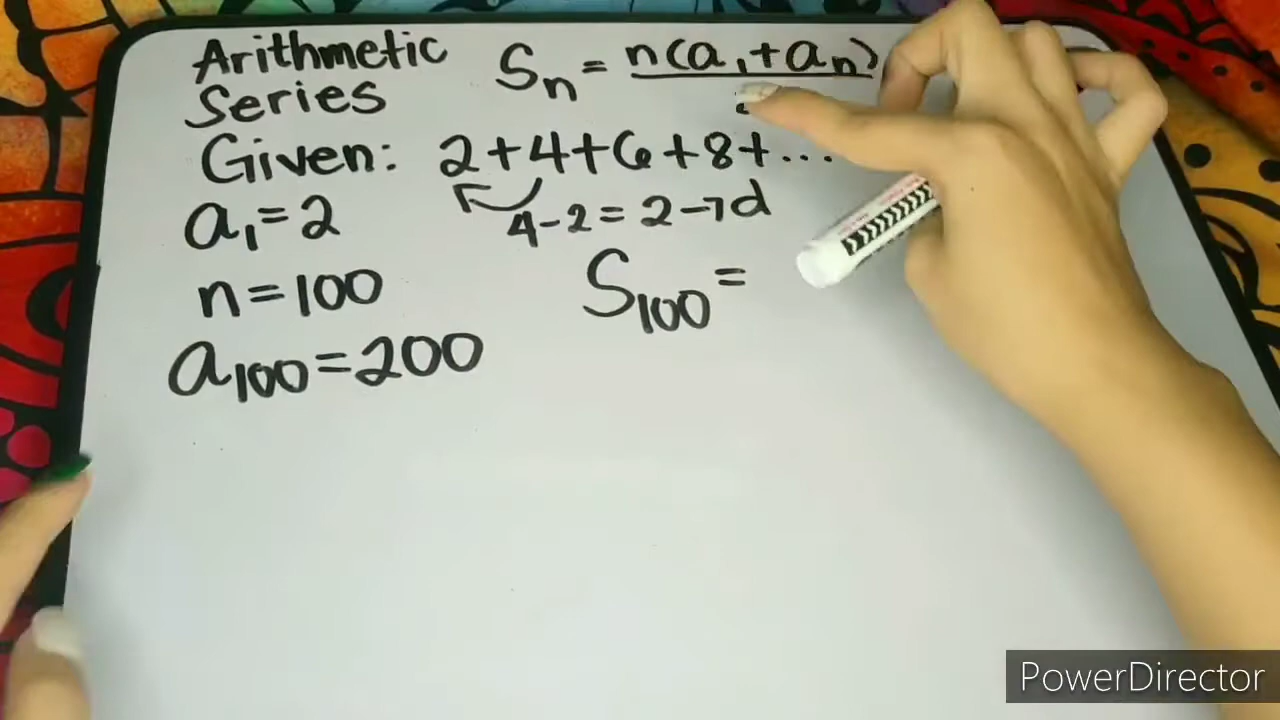 Arithmetic
Series
Sn = n(a1 + an)
Given: 2+4+6+8+...
4-2=2→d
a1=2
n=100
S100=
a100=200
PowerDirector